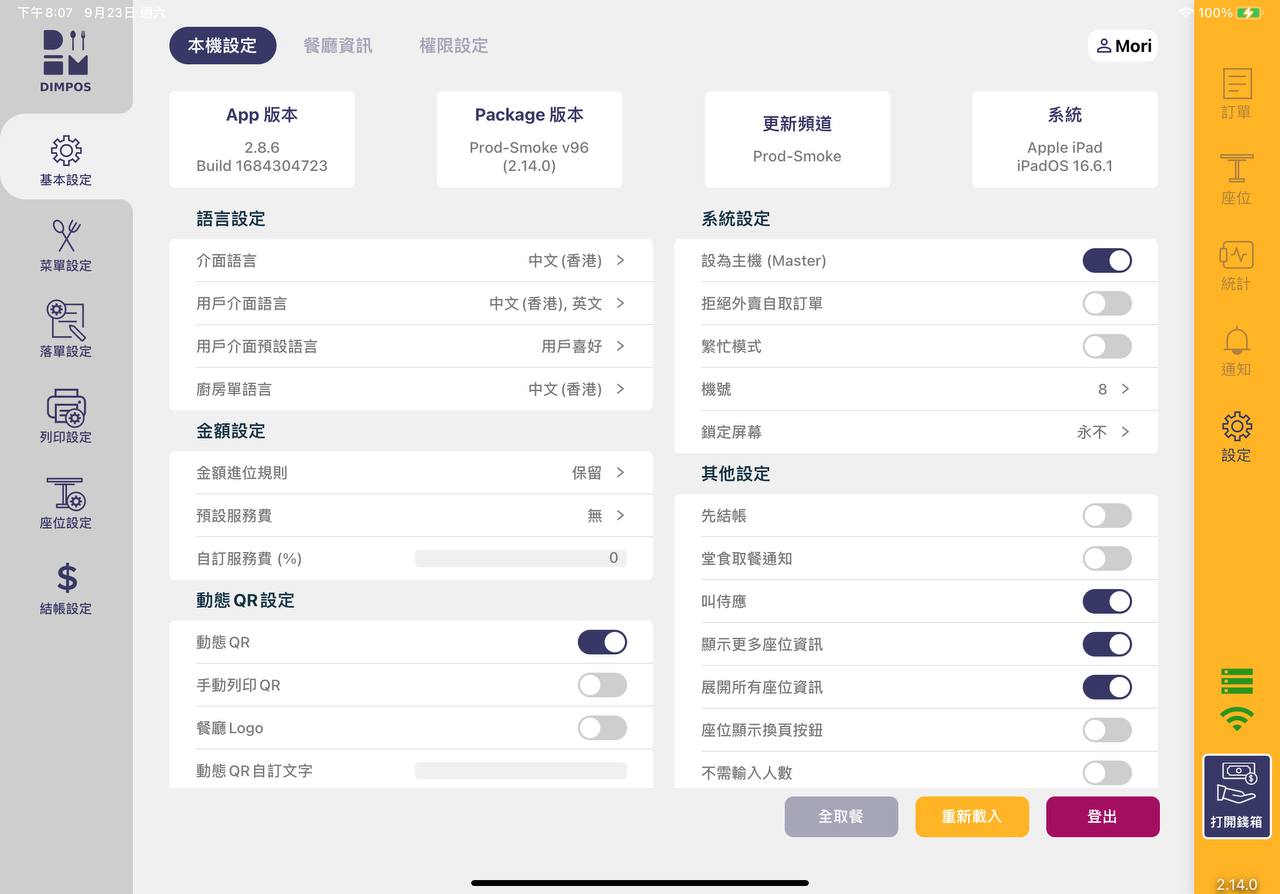 下午8:07 9月23日 週六
100%
DIMPOS
基本設定
菜單設定
落單設定
列印設定
座位設定
$
結帳設定
本機設定 餐廳資訊 權限設定
Mori
App 版本
2.8.6
Build 1684304723
Package 版本
Prod-Smoke v96
(2.14.0)
更新頻道
Prod-Smoke
系統
Apple iPad
iPadOS 16.6.1
語言設定
介面語言 中文 (香港)
用戶介面語言 中文 (香港), 英文
用戶介面預設語言 用戶喜好
廚房單語言 中文 (香港)
金額設定
金額進位規則 保留
預設服務費 無
自訂服務費 (%) 0
動態 QR 設定
動態 QR
手動列印 QR
餐廳 Logo
動態 QR 自訂文字
系統設定
設為主機 (Master)
拒絕外賣自取訂單
繁忙模式
機號 8
鎖定屏幕 永不
其他設定
先結帳
堂食取餐通知
叫侍應
顯示更多座位資訊
展開所有座位資訊
座位顯示換頁按鈕
不需輸入人數
全取餐 重新載入 登出
訂單
座位
統計
通知
設定
打開錢箱
2.14.0